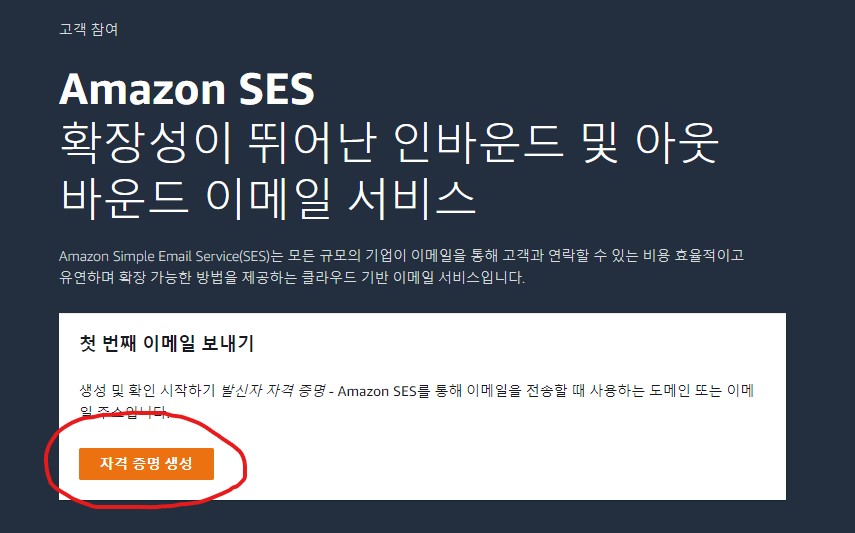 고객 참여
Amazon SES
확장성이 뛰어난 인바운드 및 아웃
바운드 이메일 서비스
Amazon Simple Email Service(SES)는 모든 규모의 기업이 이메일을 통해 고객과 연락할 수 있는 비용 효율적이고
유연하며 확장 가능한 방법을 제공하는 클라우드 기반 이메일 서비스입니다.
첫 번째 이메일 보내기
생성 및 확인 시작하기 발신자 자격 증명 - Amazon SES를 통해 이메일을 전송할 때 사용하는 도메인 또는 이메
일 주소입니다.
자격 증명 생성